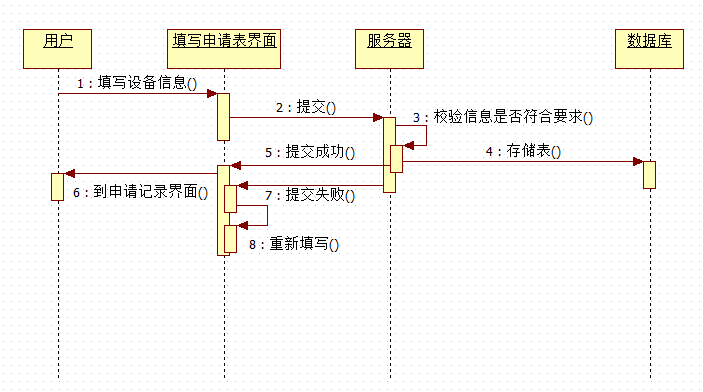 用户
填写申请表界面
服务器
数据库
1：填写设备信息()
2：提交()
3：校验信息是否符合要求()
5：提交成功()
4：存储表()
6：到申请记录界面()
7：提交失败()
8：重新填写()